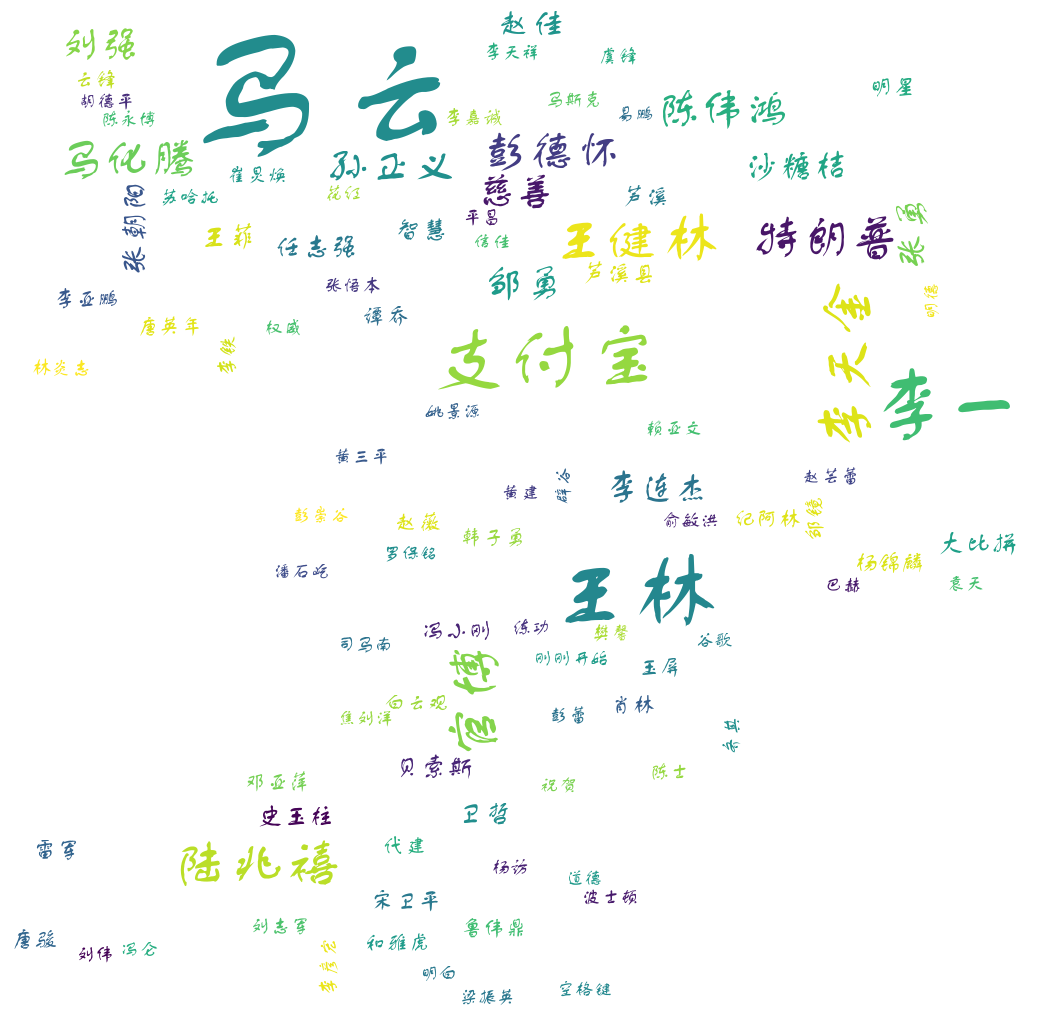 赵佳
刘强
李天祥
虞锋
马云
云锋
明星
胡德平
马斯克
陈伟鸿
易鹏
李嘉诚
陈永博
彭德怀
马化腾
孙正义
沙糖桔
崔炅焕
慈善
芦溪
苏哈托
花红
张朝阳
平昌
张勇
智慧
王菲
任志强
信佳
王健林
特朗普
芦溪县
邹勇
张悟本
李亚鹏
明德
谭乔
唐英年
权威
李天金
支付宝
李铁
林炎志
李一
姚景源
赖亚文
黄三平
赵芸蕾
薛谷
李连杰
黄建
彭崇谷
赵薇
俞敏洪
纪阿林
邹镜
韩子勇
大比拼
罗保铭
杨锦麟
潘石屹
王林
巴赫
袁天
冯小刚
练功
樊馨
谷歌
司马南
刚刚开始
玉屏
官博
白云观
焦刘洋
彭蕾
肖林
贝索斯
陈士
邓亚萍
祝贺
史玉柱
卫哲
雷军
陆兆禧
代建
杨访
道德
宋卫平
波士顿
刘志军
鲁伟鼎
唐骏
刘伟
冯仑
和雅虎
李彦宏
明白
梁振英
空格键